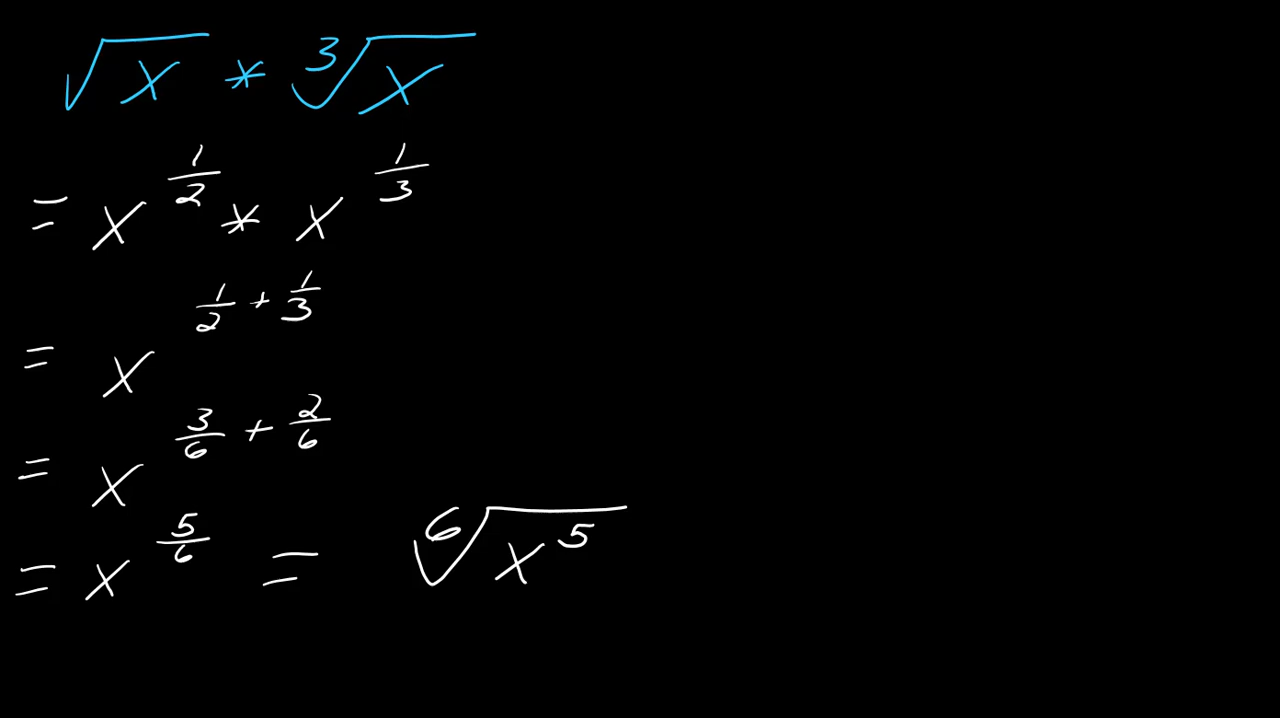 √x * ³√x
= x^(1/2) * x^(1/3)
= x^(1/2 + 1/3)
= x^(3/6 + 2/6)
= x^(5/6) = ⁶√(x⁵)